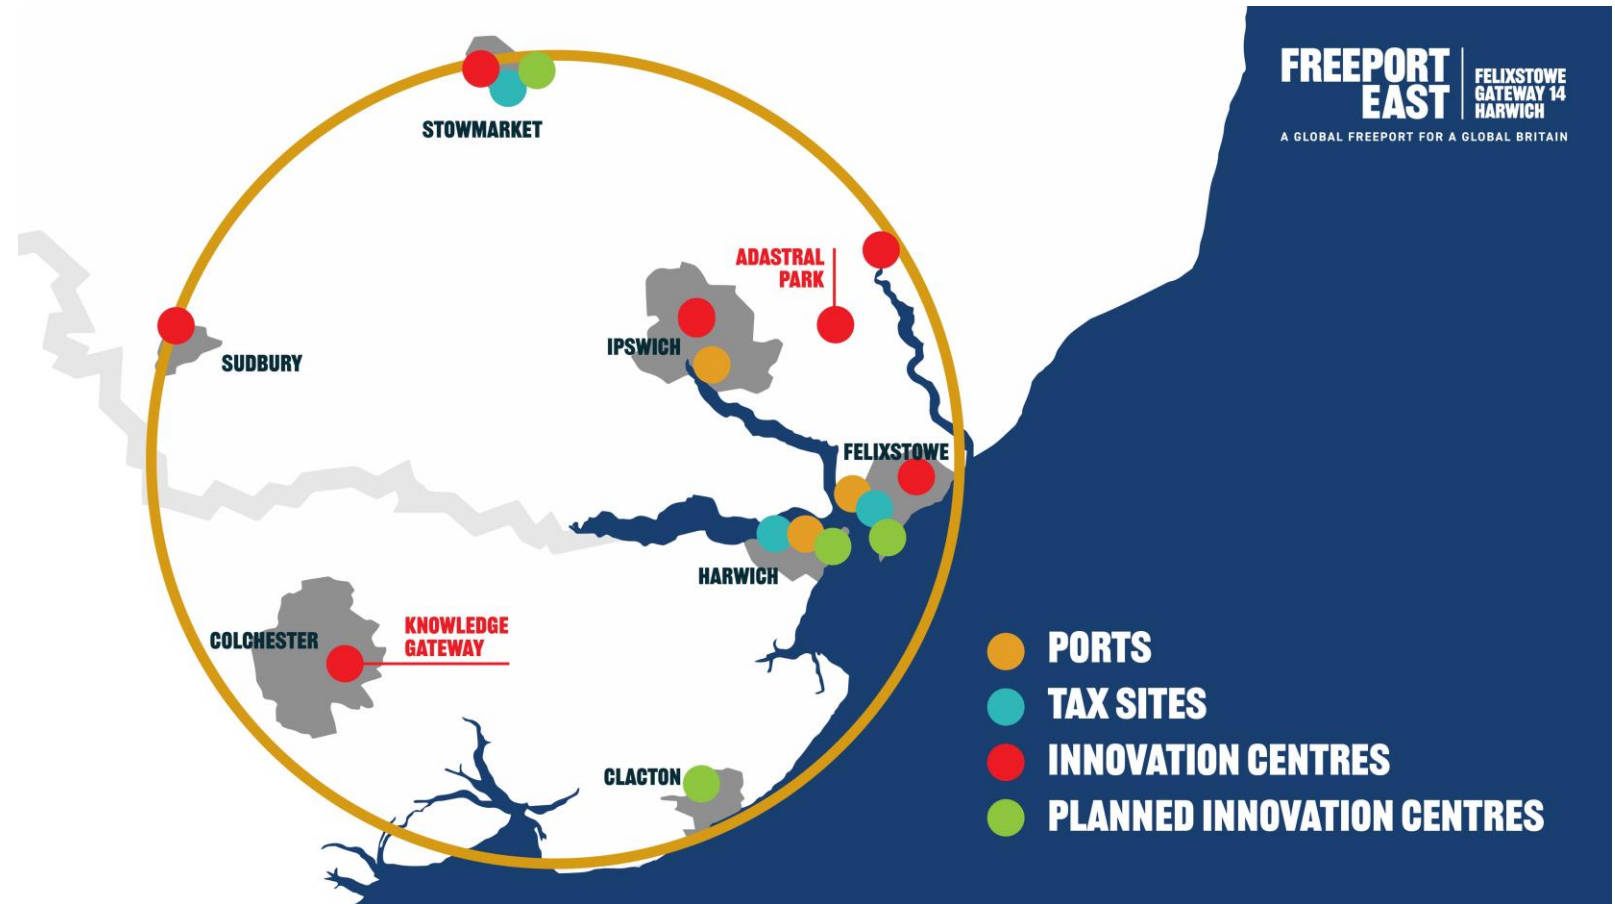 FREEPORT
EAST
FELIXSTOWE
GATEWAY 14
HARWICH
A GLOBAL FREEPORT FOR A GLOBAL BRITAIN
STOWMARKET
ADASTRAL
PARK
IPSWICH
SUDBURY
FELIXSTOWE
HARWICH
COLCHESTER
KNOWLEDGE
GATEWAY
CLACTON
PORTS
TAX SITES
INNOVATION CENTRES
PLANNED INNOVATION CENTRES